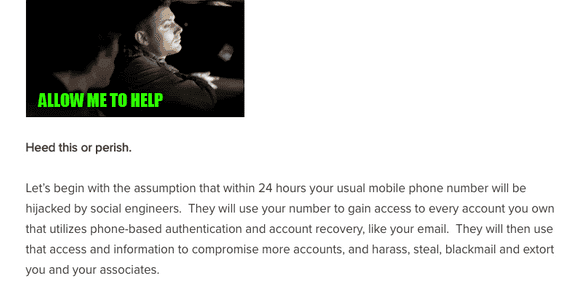 ALLOW ME TO HELP
Heed this or perish.
Let's begin with the assumption that within 24 hours your usual mobile phone number will be
hijacked by social engineers.  They will use your number to gain access to every account you own
that utilizes phone-based authentication and account recovery, like your email.  They will then use
that access and information to compromise more accounts, and harass, steal, blackmail and extort
you and your associates.